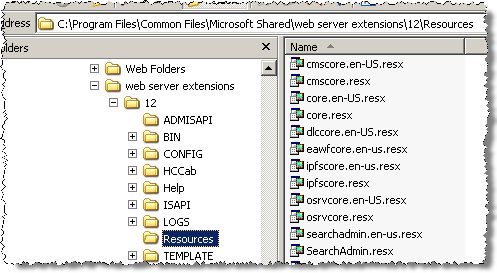 dress C:\Program Files\Common Files\Microsoft Shared\web server extensions\12\Resources
lders
Web Folders
web server extensions
12
ADMISAPI
BIN
CONFIG
HCCab
Help
ISAPI
LOGS
Resources
TEMPLATE
Name
cmscore.en-US.resx
cmscore.resx
core.en-US.resx
core.resx
dlccore.en-US.resx
eawfcore.en-US.resx
ipfscore.en-US.resx
ipfscore.resx
osrvcore.en-US.resx
osrvcore.resx
searchadmin.en-US.resx
SearchAdmin.resx